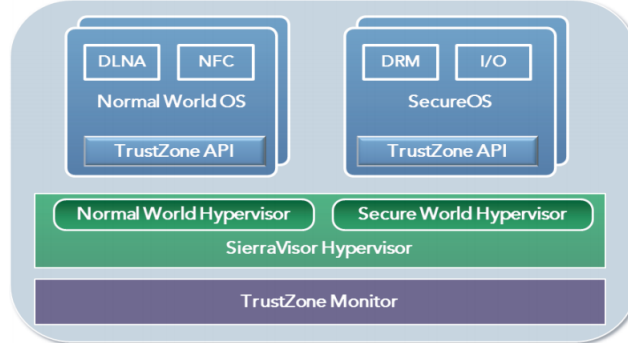 DLNA NFC
Normal World OS
TrustZone API
DRM I/O
SecureOS
TrustZone API
Normal World Hypervisor
Secure World Hypervisor
SierraVisor Hypervisor
TrustZone Monitor